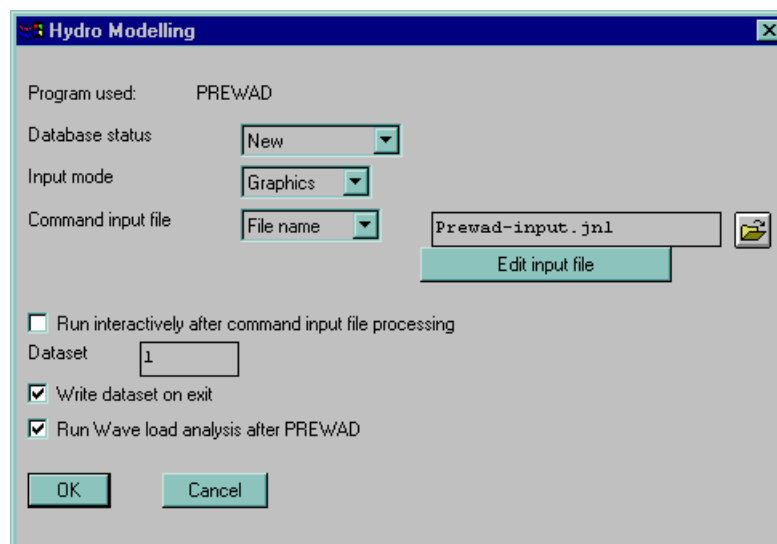 Hydro Modelling
Program used: PREWAD
Database status New
Input mode Graphics
Command input file File name Prewad-input.jnl
Edit input file
Run interactively after command input file processing
Dataset 1
Write dataset on exit
Run Wave load analysis after PREWAD
OK Cancel